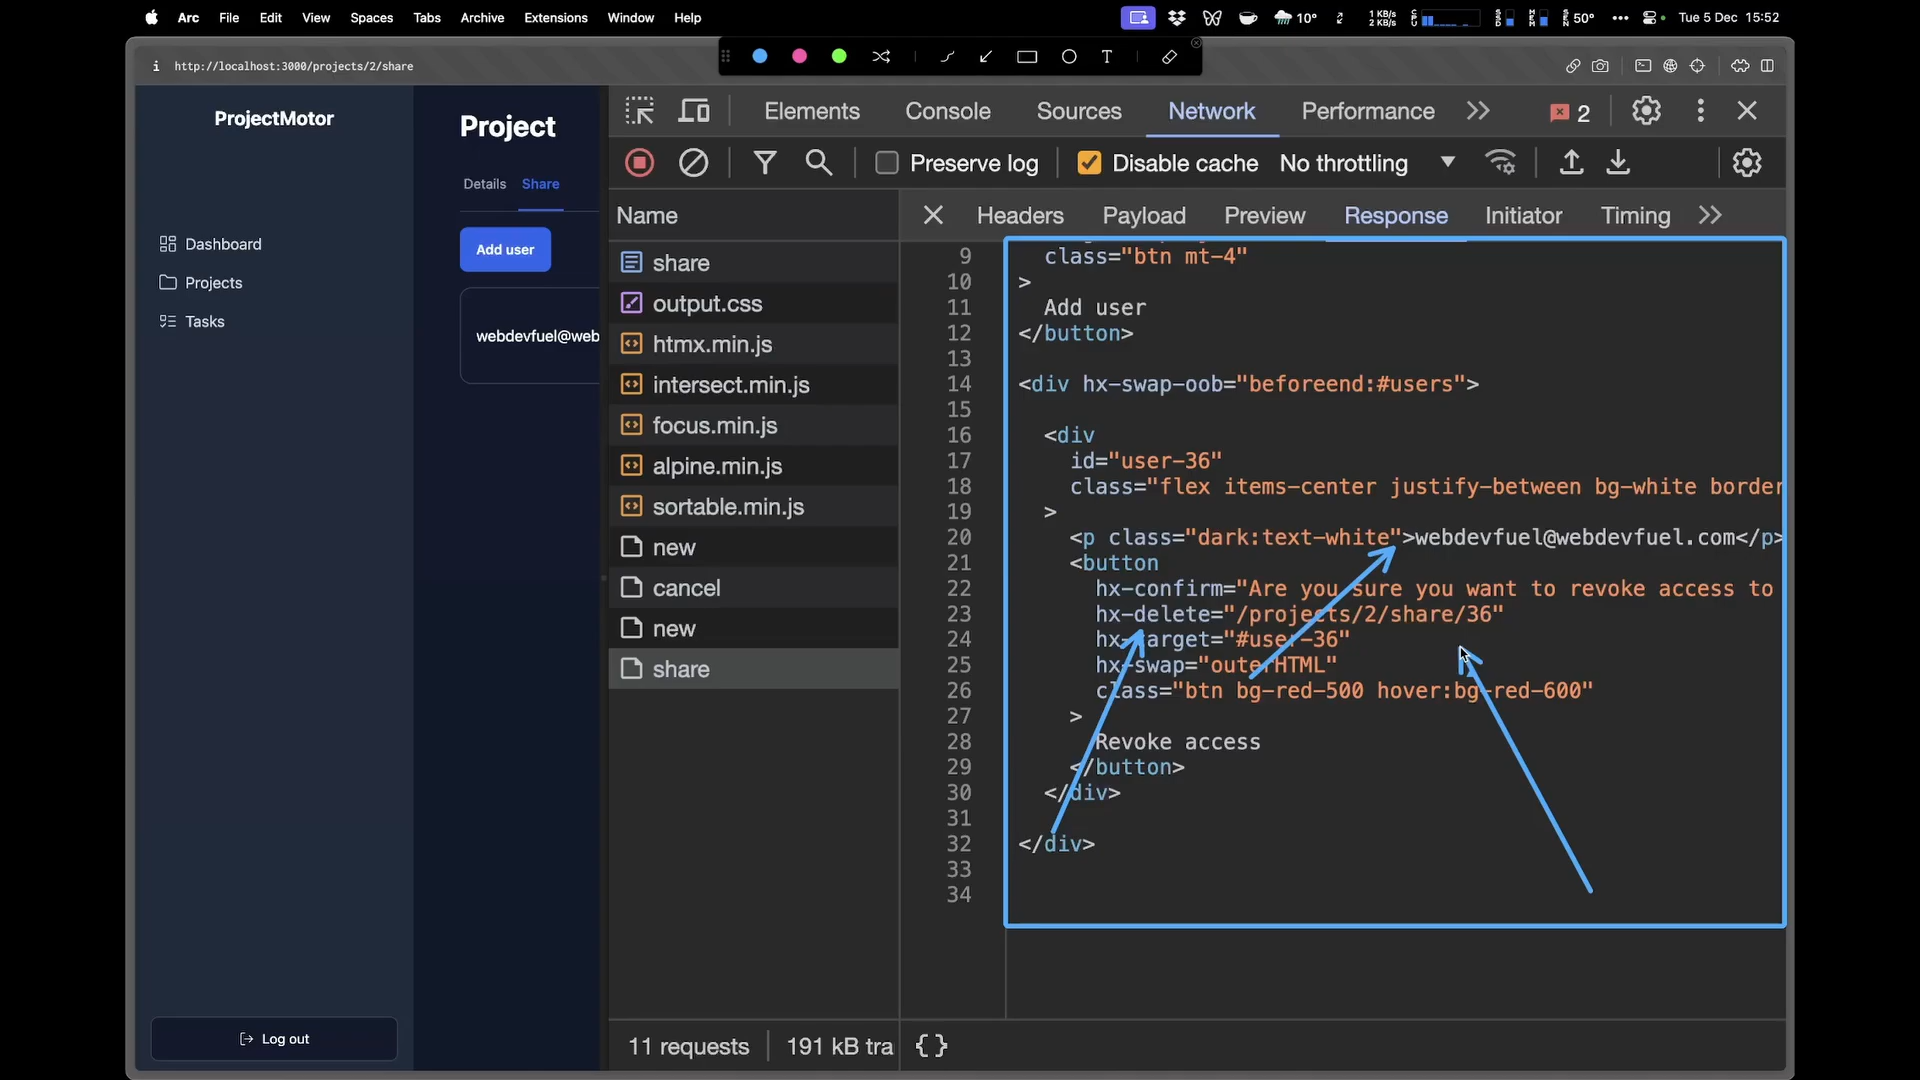 Arc File Edit View Spaces Tabs Archive Extensions Window Help
10° 1 KB/s 2 KB/s 50° Tue 5 Dec 15:52
http://localhost:3000/projects/2/share
ProjectMotor
Dashboard
Projects
Tasks
Log out
Project
Details Share
Add user
webdevfuel@web
Elements Console Sources Network Performance 2
Preserve log Disable cache No throttling
Name
share
output.css
htmx.min.js
intersect.min.js
focus.min.js
alpine.min.js
sortable.min.js
new
cancel
new
share
11 requests 191 kB tra
Headers Payload Preview Response Initiator Timing
9 class="btn mt-4"
10 >
11 Add user
12 </button>
13
14 <div hx-swap-oob="beforeend:#users">
15
16 <div
17 id="user-36"
18 class="flex items-center justify-between bg-white border
19 >
20 <p class="dark:text-white">webdevfuel@webdevfuel.com</p>
21 <button
22 hx-confirm="Are you sure you want to revoke access to
23 hx-delete="/projects/2/share/36"
24 hx-target="#user-36"
25 hx-swap="outerHTML"
26 class="btn bg-red-500 hover:bg-red-600"
27 >
28 Revoke access
29 </button>
30 </div>
31
32 </div>
33
34
{}